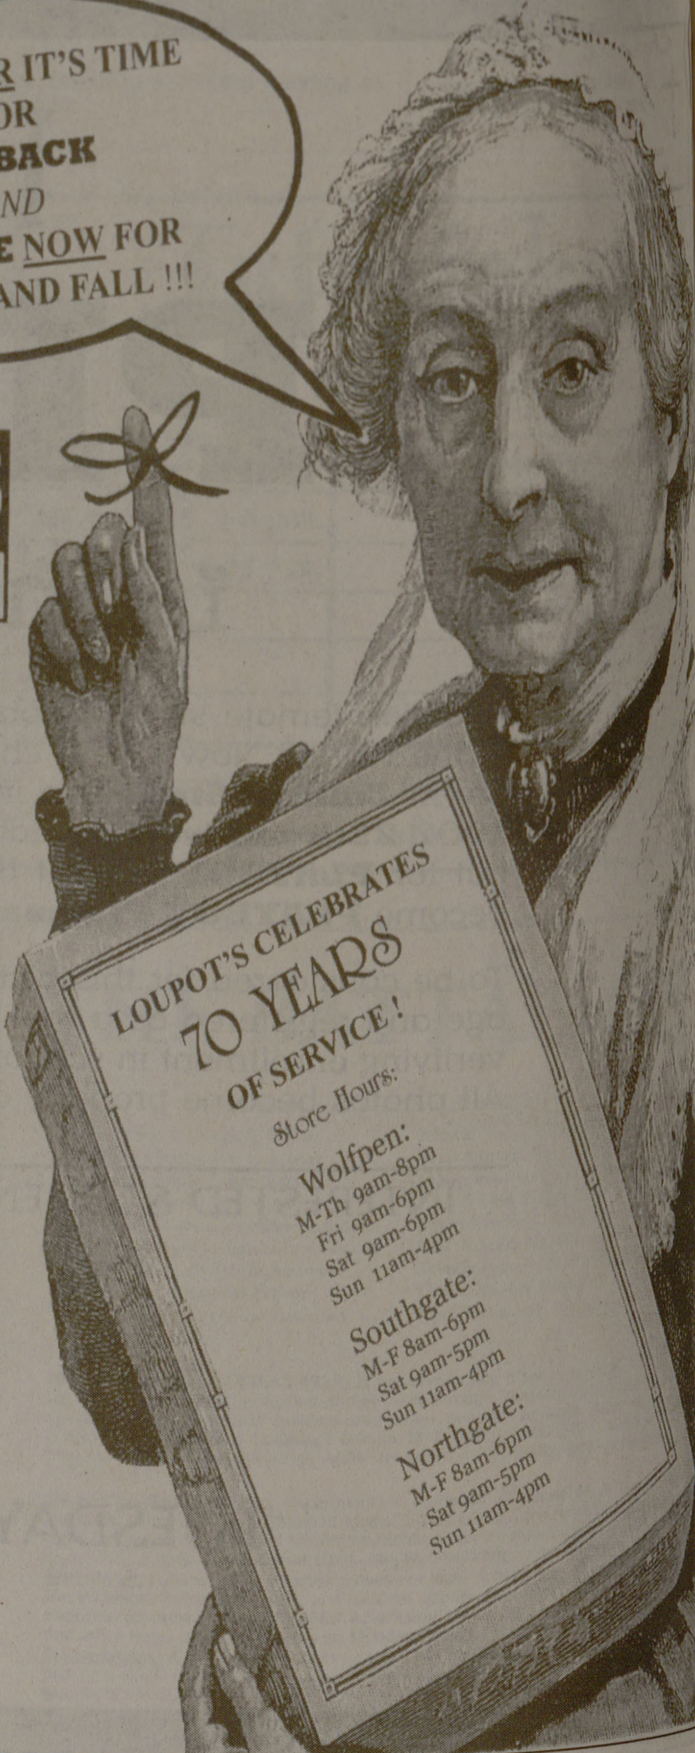 R IT'S TIME
OR
BACK
ND
E NOW FOR
AND FALL !!!
LOUPOT'S CELEBRATES
70 YEARS
OF SERVICE !
Store Hours:
Wolfpen:
M-Th 9am-8pm
Fri 9am-6pm
Sat 9am-6pm
Sun 11am-4pm
Southgate:
M-F 8am-6pm
Sat 9am-5pm
Sun 11am-4pm
Northgate:
M-F 8am-6pm
Sat 9am-5pm
Sun 11am-4pm